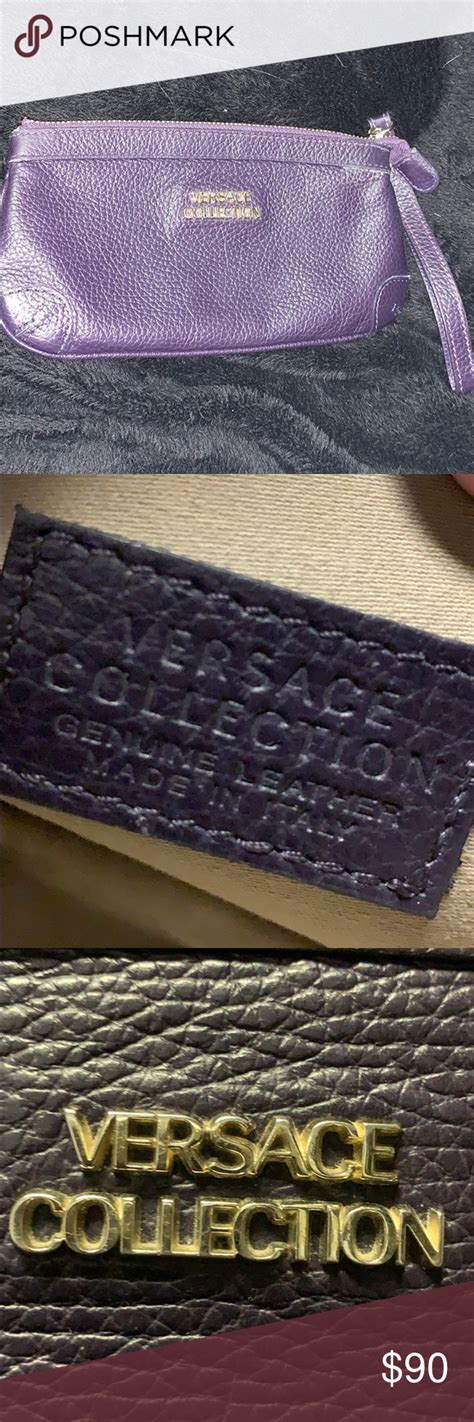 POSHMARK
VERSACE
COLLECTION
VERSACE
COLLECTION
GENUINE LEATHER
MADE IN ITALY
VERSACE
COLLECTION
$90